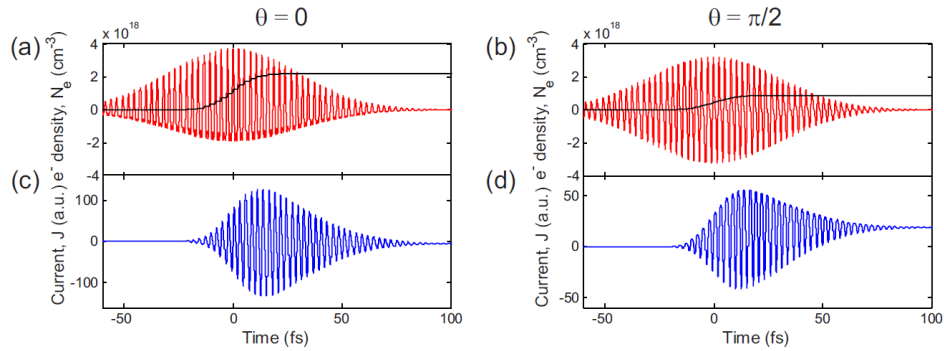 θ = 0
θ = π/2
(a)
x 10^18
e^- density, N_e (cm^-3)
4
2
0
-2
-4
(b)
x 10^18
e^- density, N_e (cm^-3)
4
2
0
-2
-4
(c)
Current, J (a.u.)
100
0
-100
-50
0
50
100
Time (fs)
(d)
Current, J (a.u.)
50
0
-50
-50
0
50
100
Time (fs)